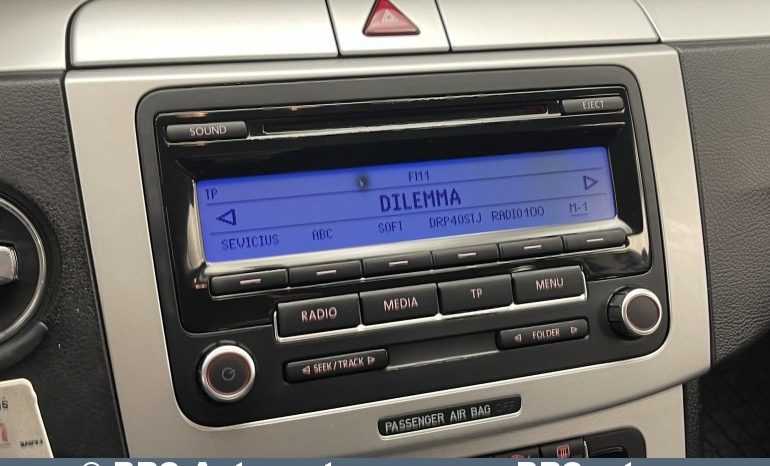 SOUND
EJECT
TP FM1
DILEMMA
SEVICIUS ABC SOFT DRP40STJ RADIO100 M-1
RADIO MEDIA TP MENU
SEEK/TRACK FOLDER
PASSENGER AIR BAG OFF